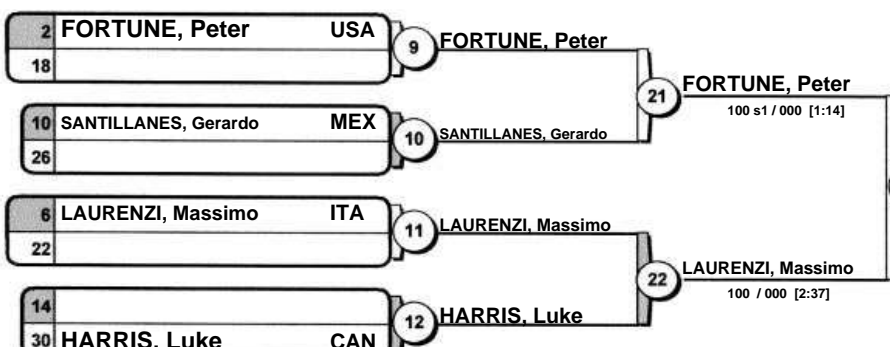 2 FORTUNE, Peter USA
18
9 FORTUNE, Peter
10 SANTILLANES, Gerardo MEX
26
10 SANTILLANES, Gerardo
21 FORTUNE, Peter
100 s1 / 000 [1:14]
6 LAURENZI, Massimo ITA
22
11 LAURENZI, Massimo
14
30 HARRIS, Luke CAN
12 HARRIS, Luke
22 LAURENZI, Massimo
100 / 000 [2:37]